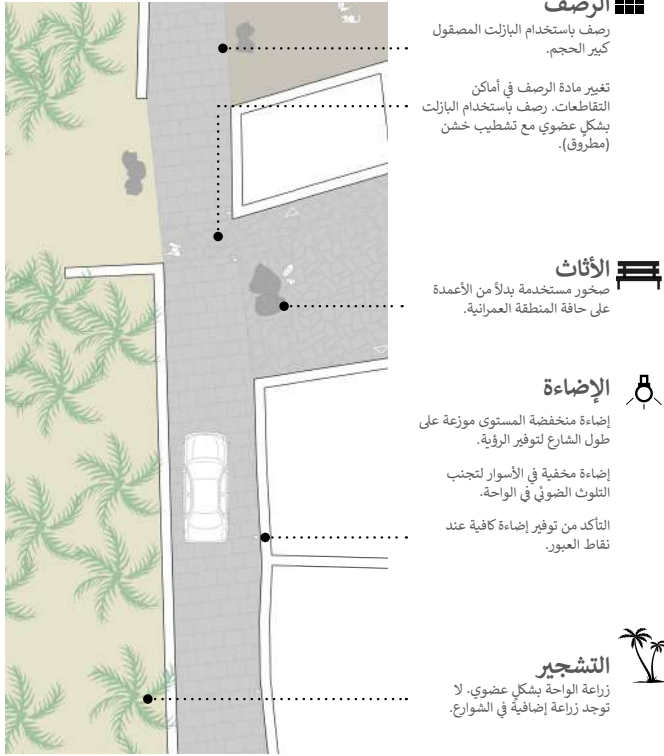 الرصف
رصف باستخدام البازلت المصقول
كبير الحجم.
تغيير مادة الرصف في أماكن
التقاطعات. رصف باستخدام البازلت
بشكلٍ عضوي مع تشطيب خشن
(مطروق).
الأثاث
صخور مستخدمة بدلاً من الأعمدة
على حافة المنطقة العمرانية.
الإضاءة
إضاءة منخفضة المستوى موزعة على
طول الشارع لتوفير الرؤية.
إضاءة مخفية في الأسوار لتجنب
التلوث الضوئي في الواحة.
التأكد من توفير إضاءة كافية عند
نقاط العبور.
التشجير
زراعة الواحة بشكلٍ عضوي. لا
توجد زراعة إضافية في الشوارع.